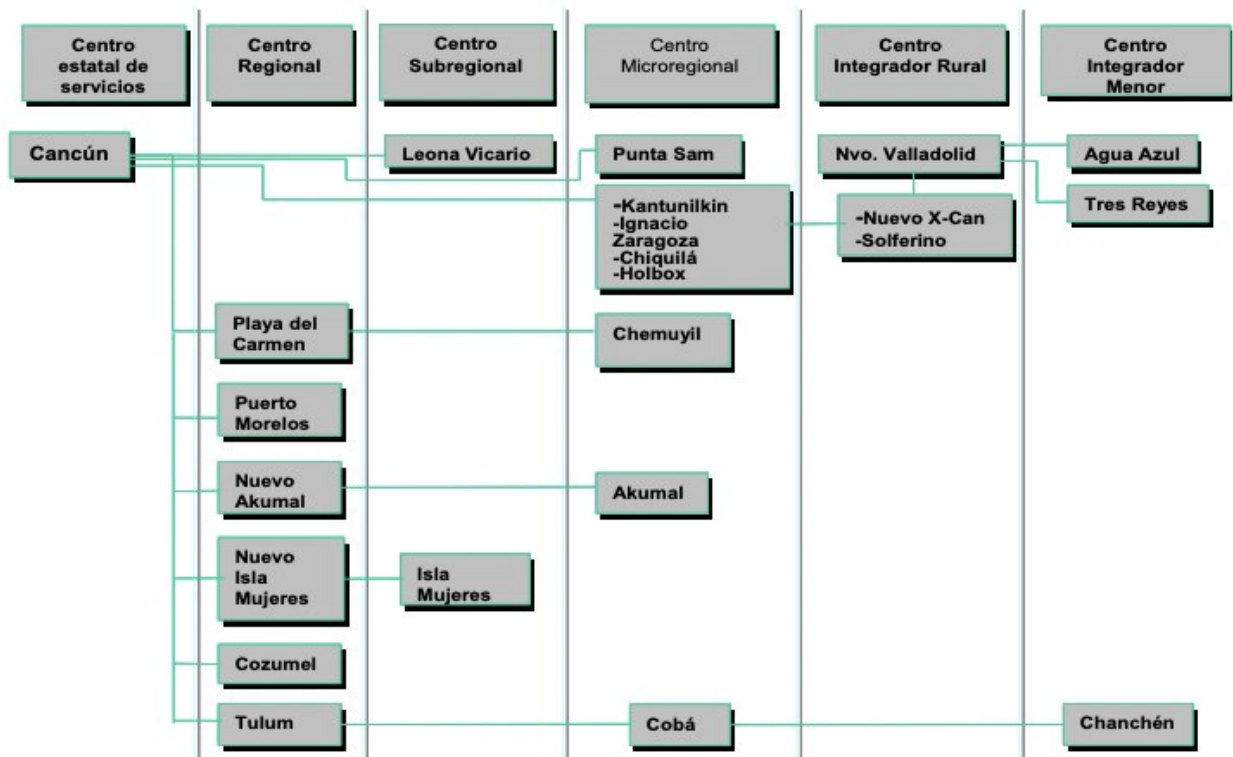 Centro
estatal de
servicios
Centro
Regional
Centro
Subregional
Centro
Microregional
Centro
Integrador Rural
Centro
Integrador
Menor
Cancún
Leona Vicario
Punta Sam
Nvo. Valladolid
Agua Azul
-Kantunilkin
-Ignacio
Zaragoza
-Chiquilá
-Holbox
-Nuevo X-Can
-Solferino
Tres Reyes
Playa del
Carmen
Chemuyil
Puerto
Morelos
Nuevo
Akumal
Akumal
Nuevo
Isla
Mujeres
Isla
Mujeres
Cozumel
Tulum
Cobá
Chanchén